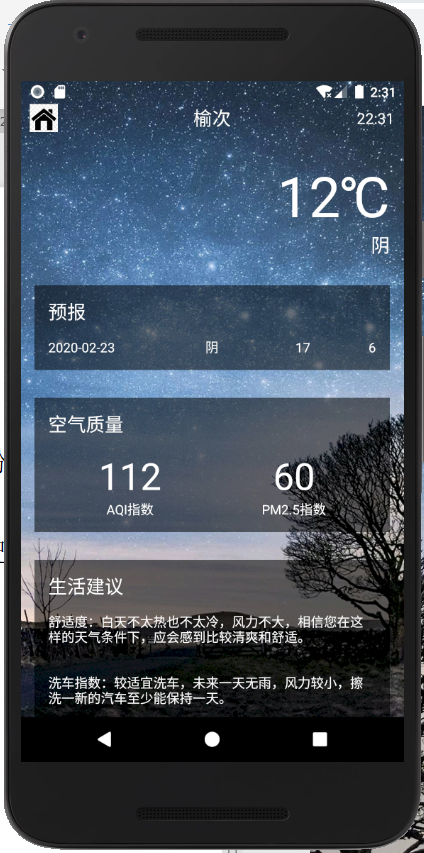 2:31
榆次 22:31
12℃
阴
预报
2020-02-23 阴 17 6
空气质量
112 60
AQI指数 PM2.5指数
生活建议
舒适度：白天不太热也不太冷，风力不大，相信您在这
样的天气条件下，应会感到比较清爽和舒适。
洗车指数：较适宜洗车，未来一天无雨，风力较小，擦
洗一新的汽车至少能保持一天。